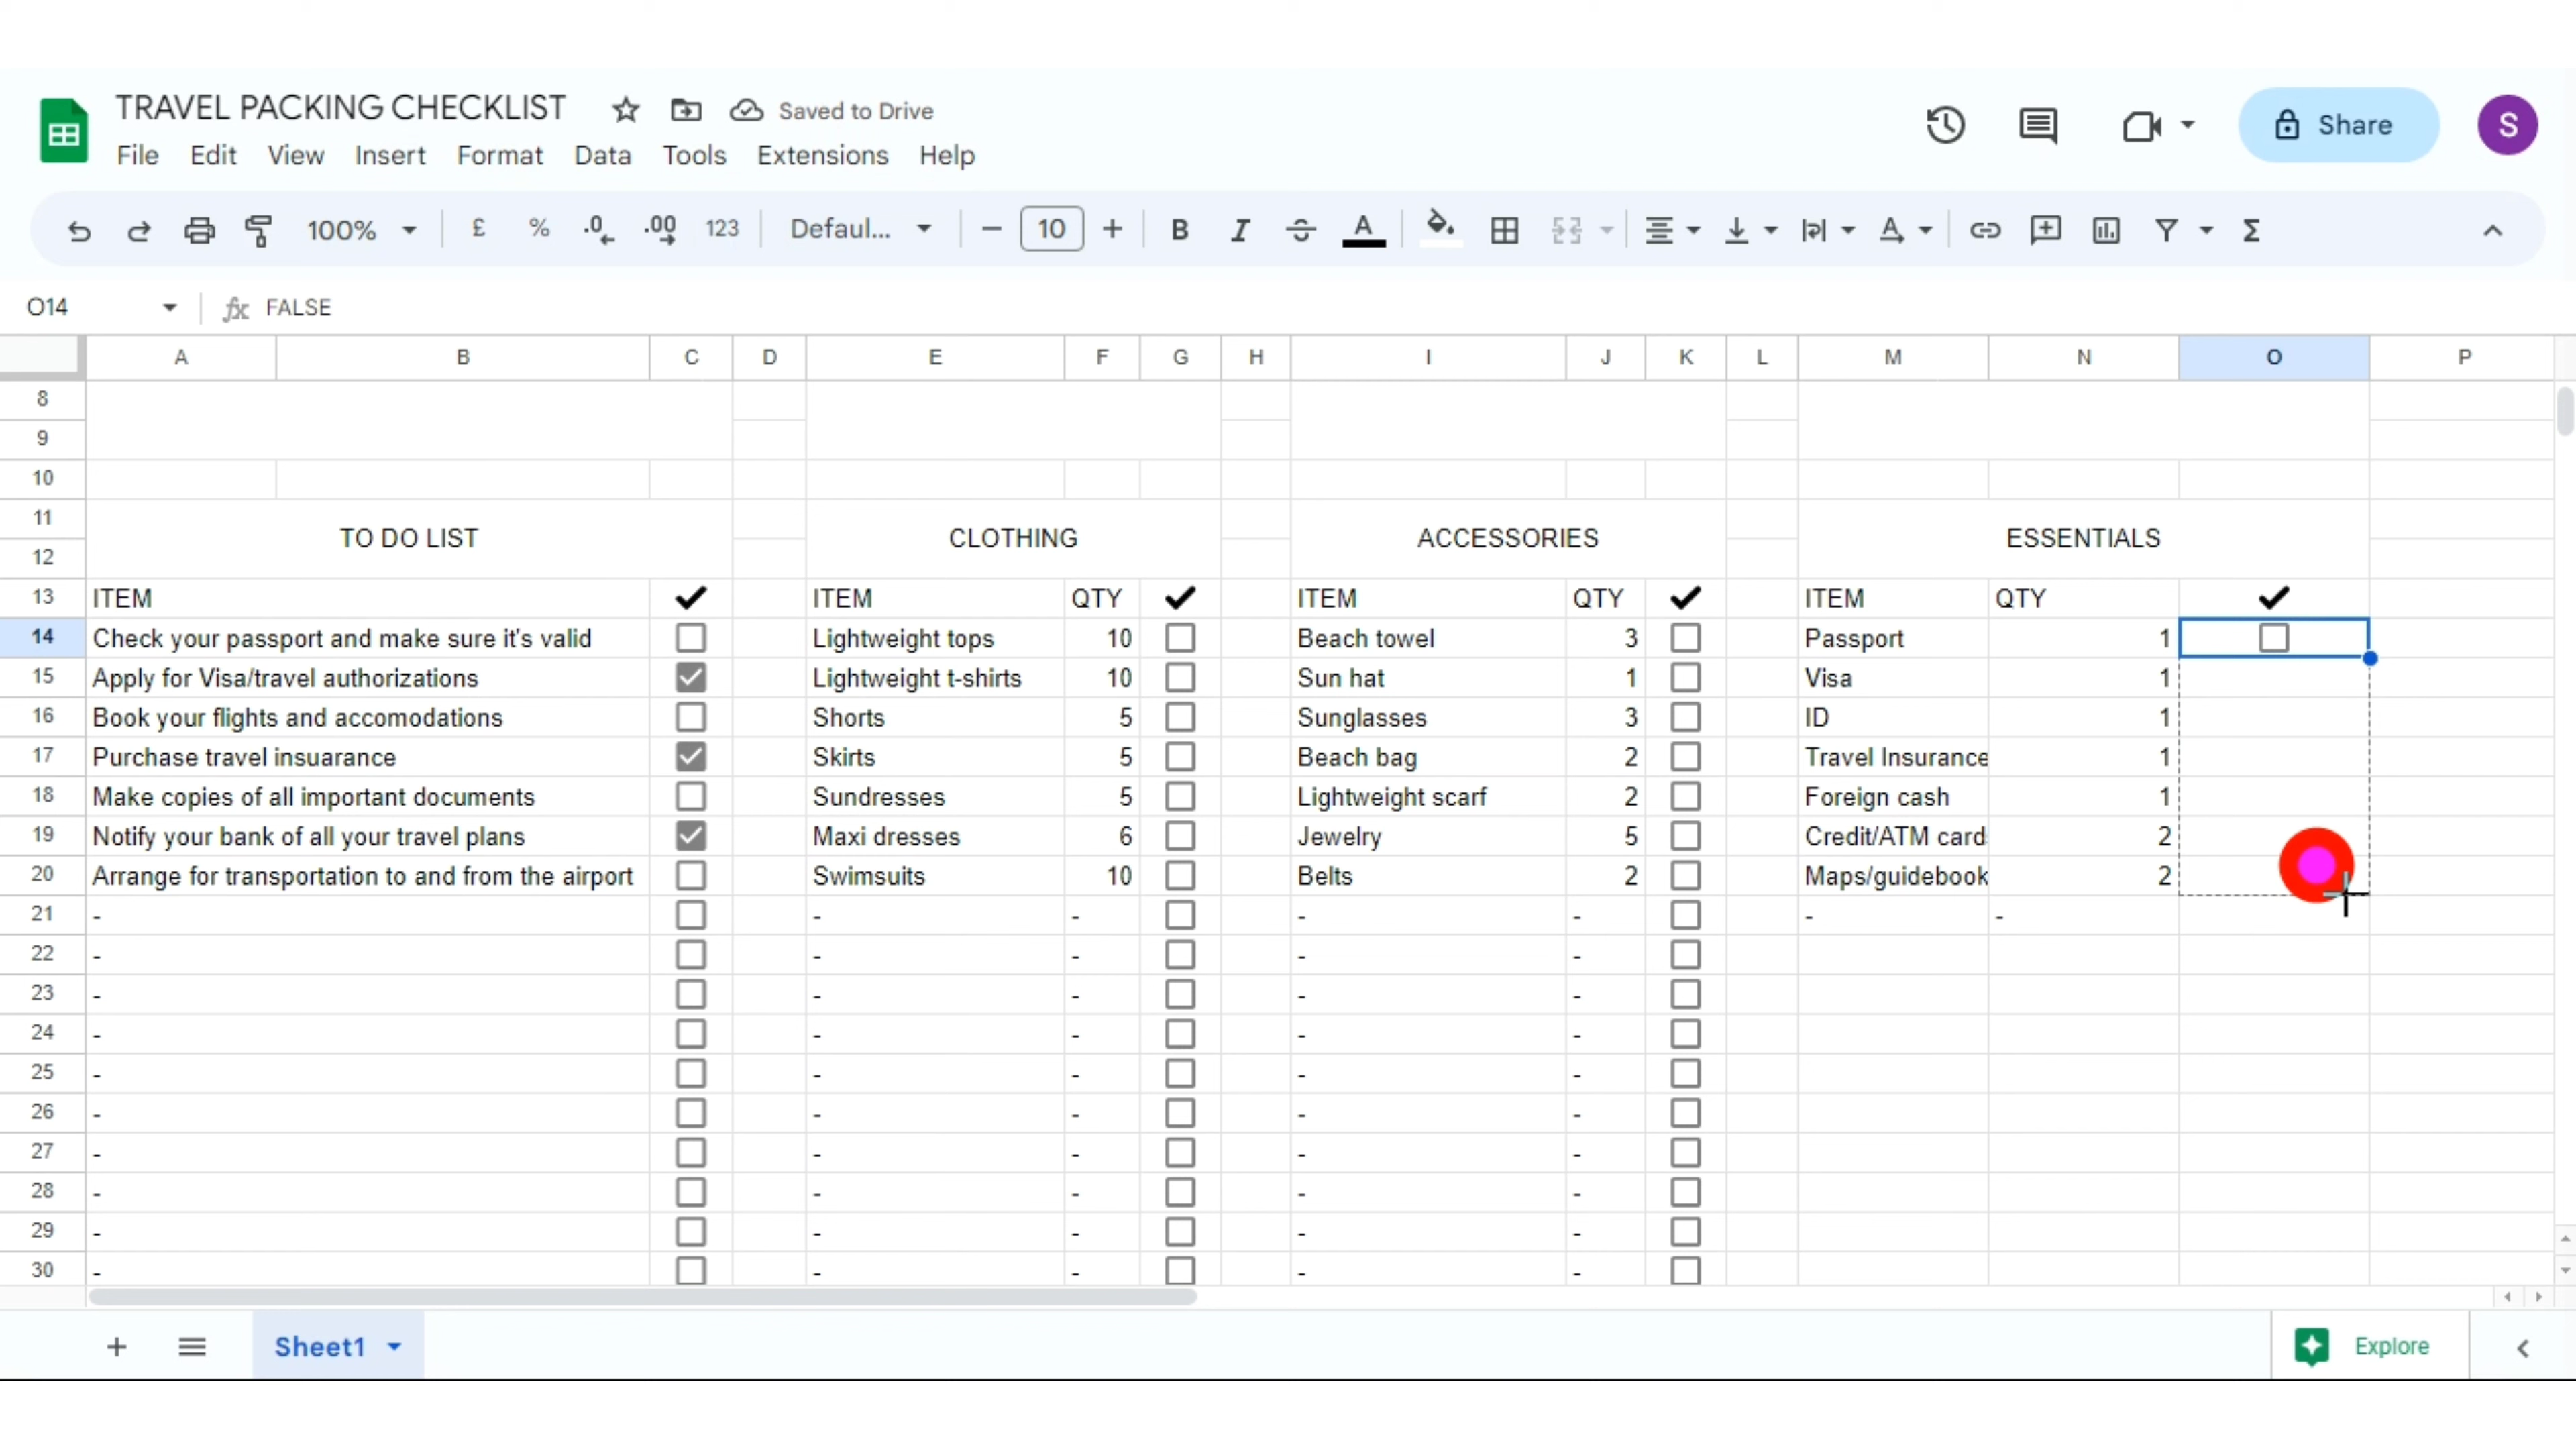 TRAVEL PACKING CHECKLIST Saved to Drive
File Edit View Insert Format Data Tools Extensions Help
Share
S
100% £ % .0 .00 123 Defaul... 10 B I A
O14 fx FALSE
A B C D E F G H I J K L M N O P
8
9
10
11
TO DO LIST CLOTHING ACCESSORIES ESSENTIALS
12
13 ITEM ITEM QTY ITEM QTY ITEM QTY
14 Check your passport and make sure it's valid Lightweight tops 10 Beach towel 3 Passport 1
15 Apply for Visa/travel authorizations Lightweight t-shirts 10 Sun hat 1 Visa 1
16 Book your flights and accomodations Shorts 5 Sunglasses 3 ID 1
17 Purchase travel insuarance Skirts 5 Beach bag 2 Travel Insurance 1
18 Make copies of all important documents Sundresses 5 Lightweight scarf 2 Foreign cash 1
19 Notify your bank of all your travel plans Maxi dresses 6 Jewelry 5 Credit/ATM card 2
20 Arrange for transportation to and from the airport Swimsuits 10 Belts 2 Maps/guidebook 2
21 - - - - - - -
22 - - - - -
23 - - - - -
24 - - - - -
25 - - - - -
26 - - - - -
27 - - - - -
28 - - - - -
29 - - - - -
30 - - - - -
Sheet1 Explore